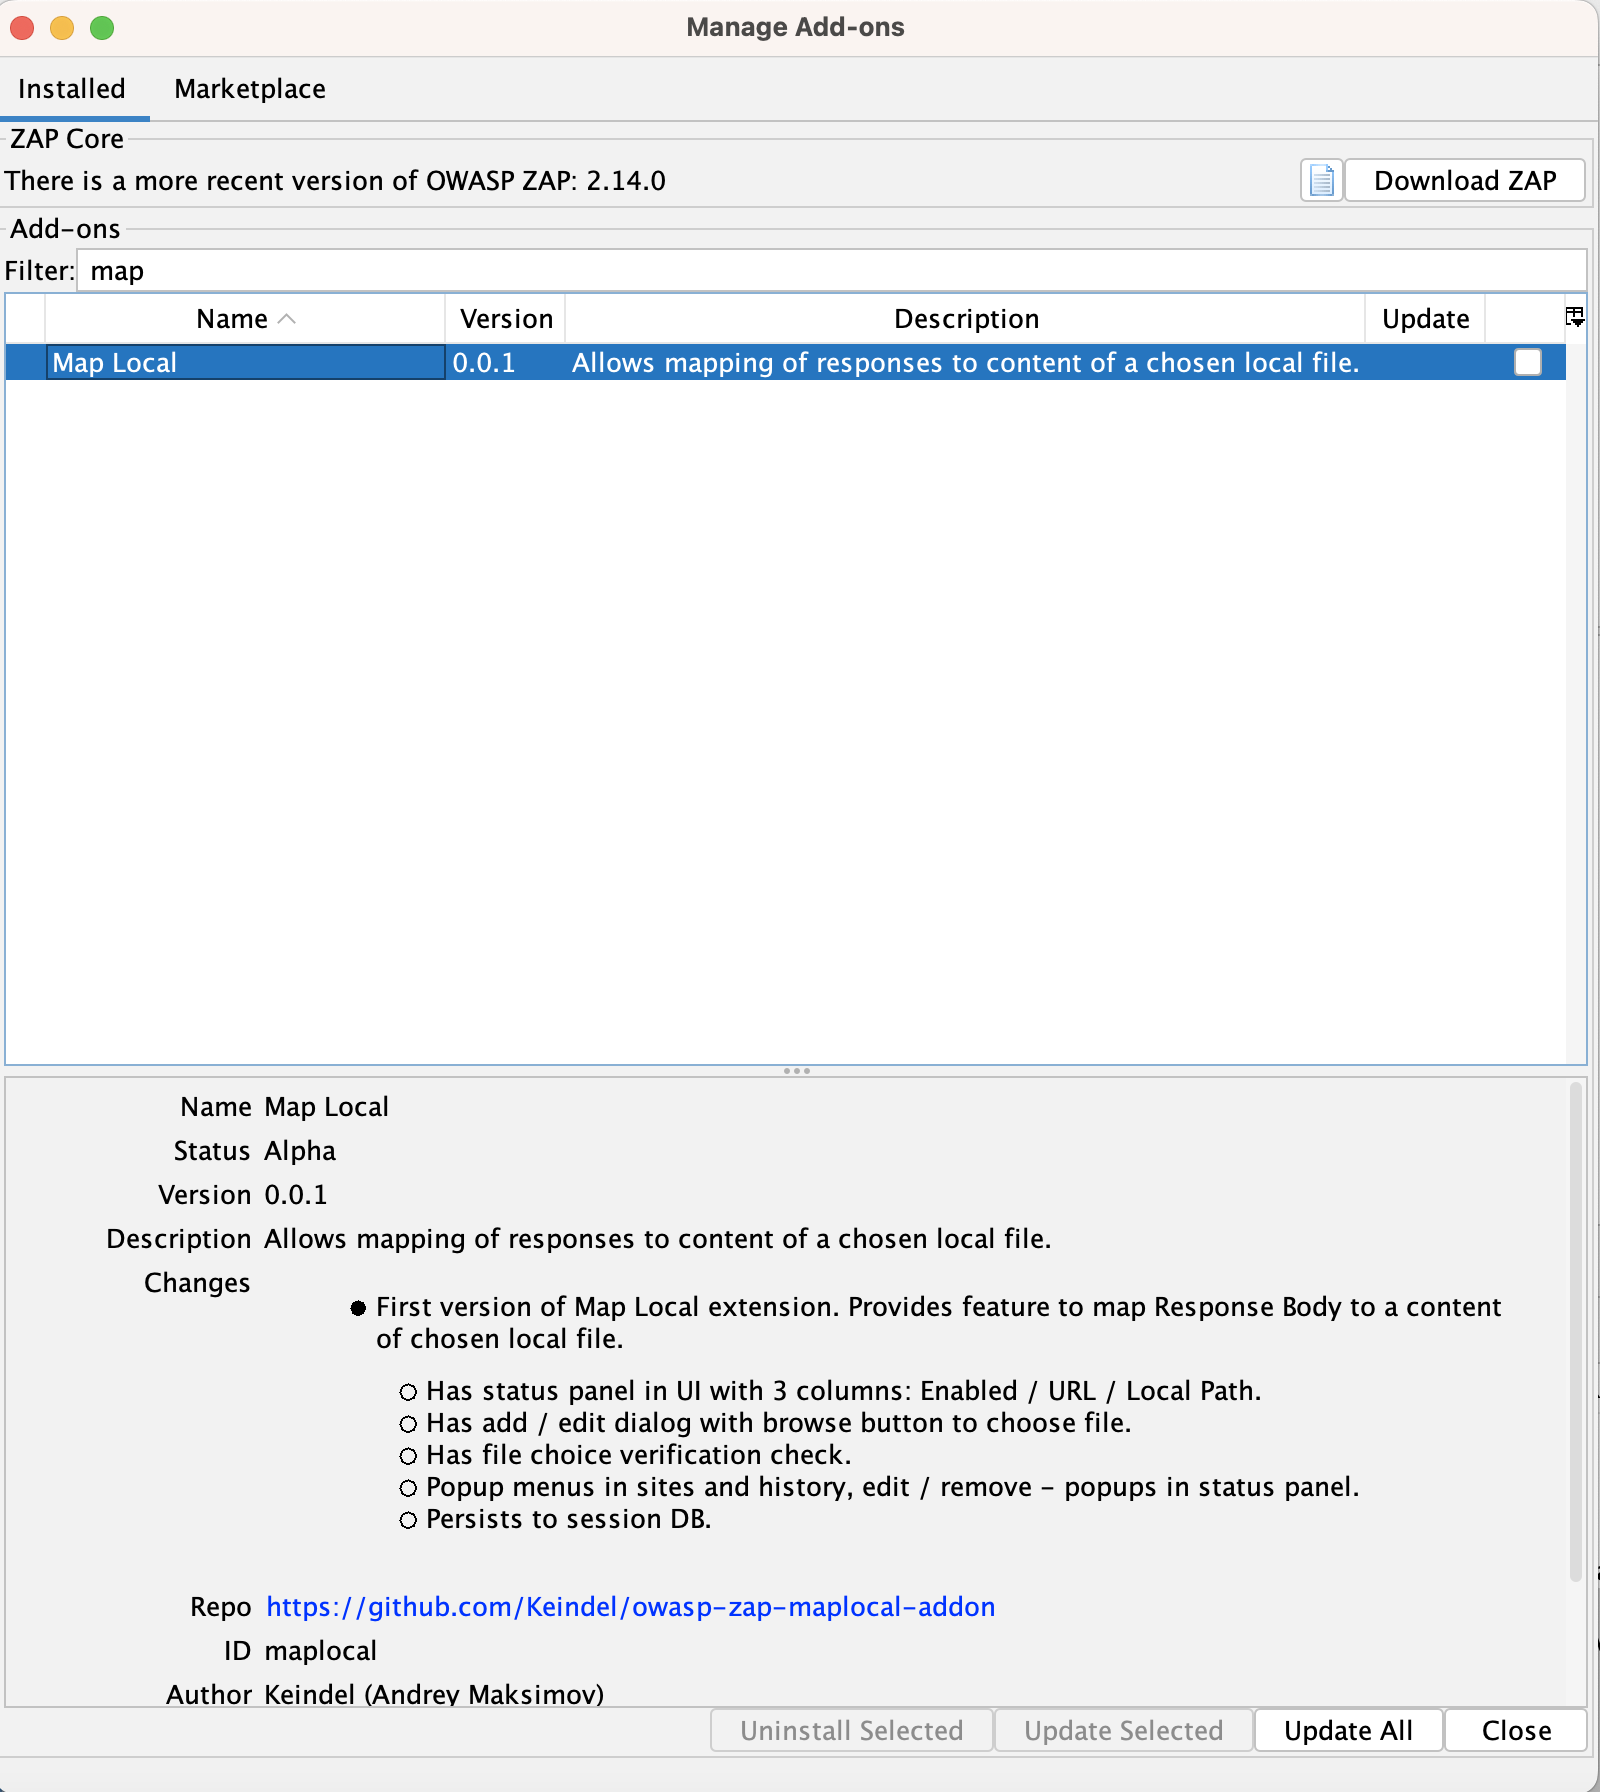 Manage Add-ons
Installed Marketplace
ZAP Core
There is a more recent version of OWASP ZAP: 2.14.0 Download ZAP
Add-ons
Filter: map
Name Version Description Update
Map Local 0.0.1 Allows mapping of responses to content of a chosen local file.
Name Map Local
Status Alpha
Version 0.0.1
Description Allows mapping of responses to content of a chosen local file.
Changes
First version of Map Local extension. Provides feature to map Response Body to a content
of chosen local file.
Has status panel in UI with 3 columns: Enabled / URL / Local Path.
Has add / edit dialog with browse button to choose file.
Has file choice verification check.
Popup menus in sites and history, edit / remove - popups in status panel.
Persists to session DB.
Repo https://github.com/Keindel/owasp-zap-maplocal-addon
ID maplocal
Author Keindel (Andrey Maksimov)
Uninstall Selected Update Selected Update All Close